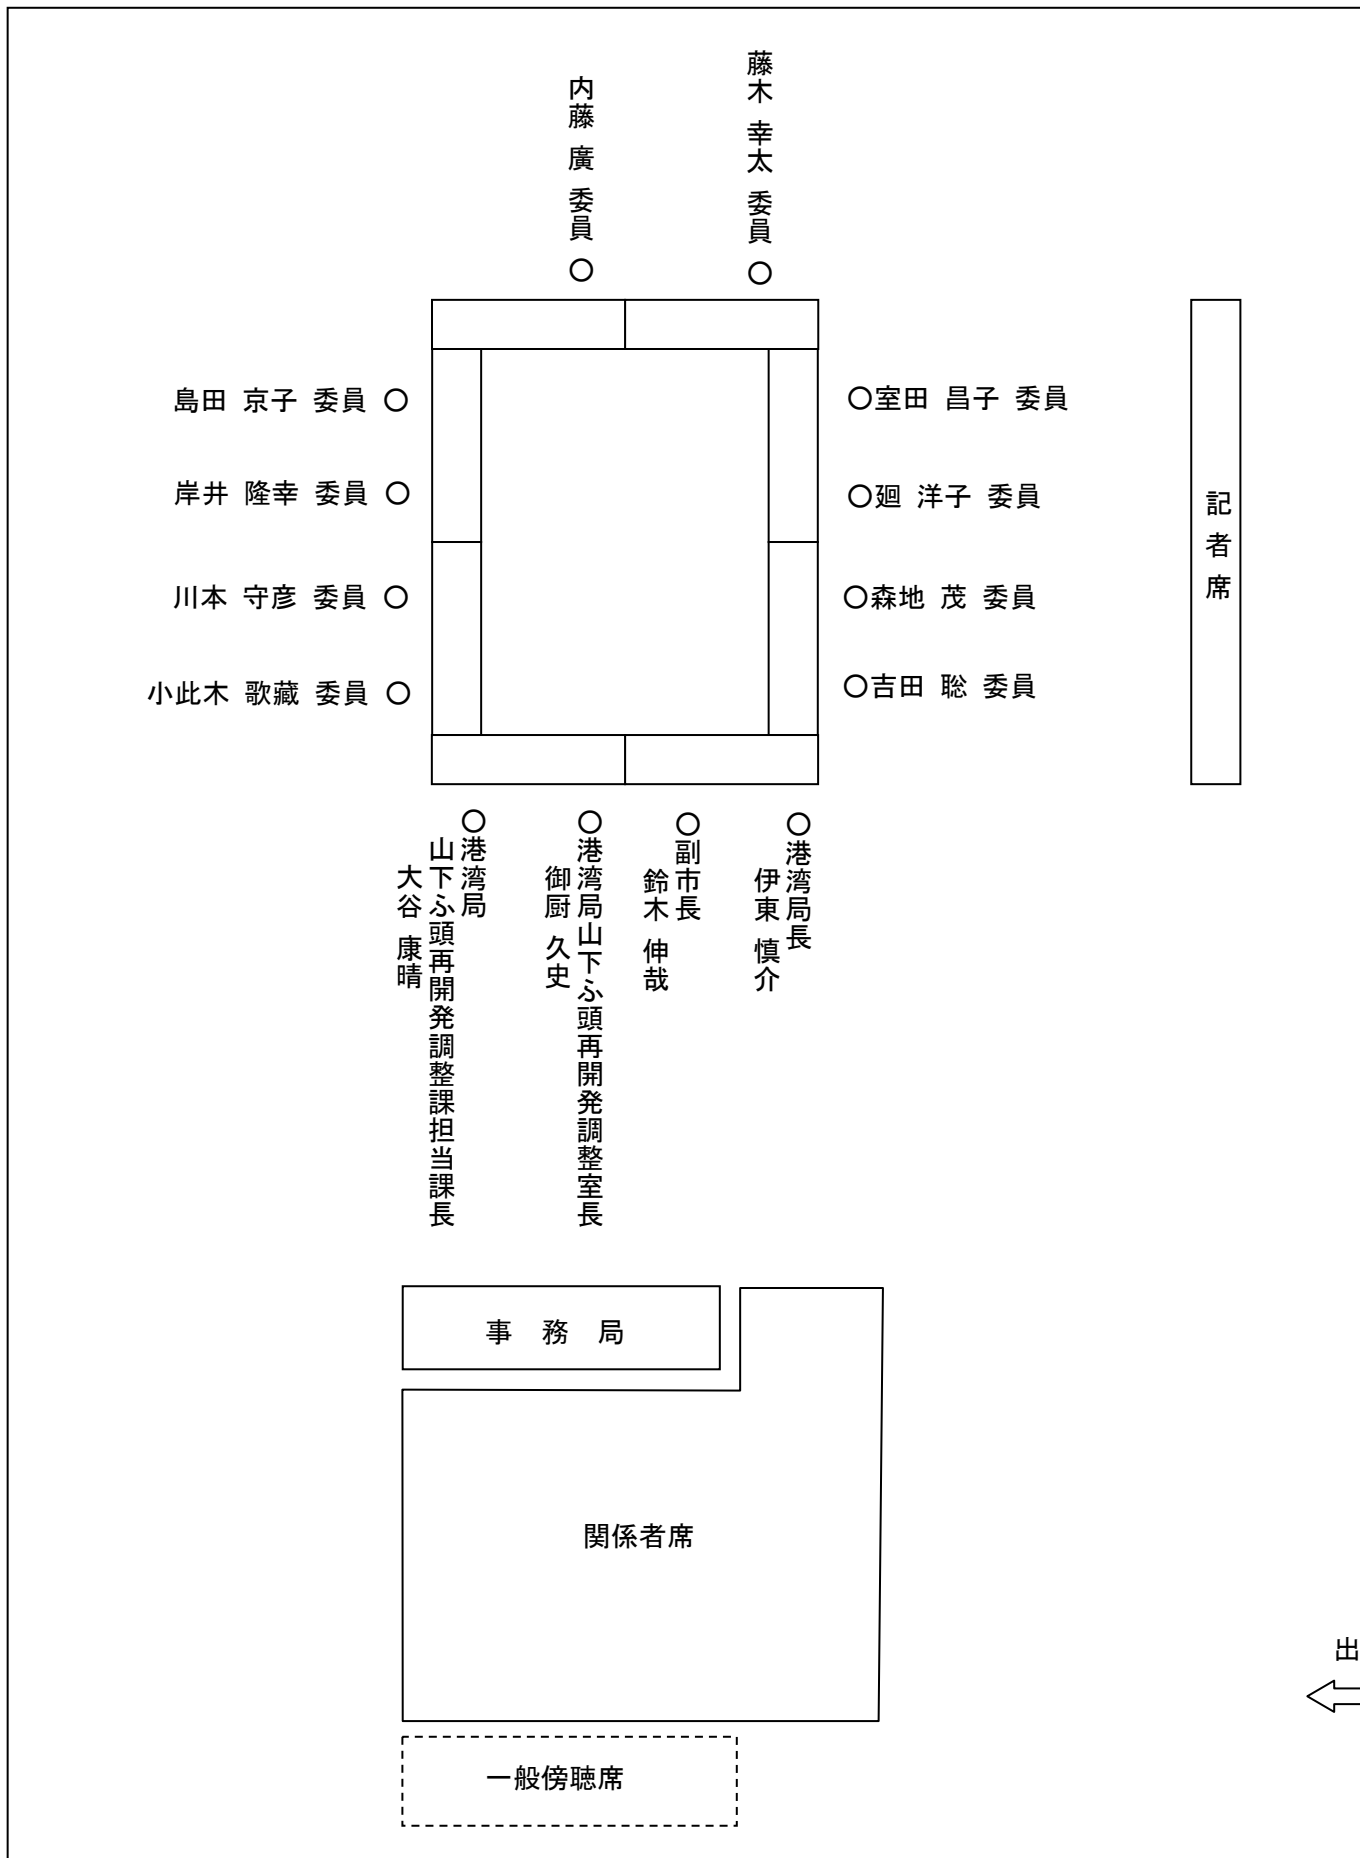 内藤 廣 委員 ○
藤木 幸太 委員 ○
島田 京子 委員 ○
岸井 隆幸 委員 ○
川本 守彦 委員 ○
小此木 歌藏 委員 ○
○室田 昌子 委員
○廻 洋子 委員
○森地 茂 委員
○吉田 聡 委員
記者席
○港湾局
山下ふ頭再開発調整課担当課長
大谷 康晴
○港湾局山下ふ頭再開発調整室長
御厨 久史
○副市長
鈴木 伸哉
○港湾局長
伊東 慎介
事 務 局
関係者席
出
一般傍聴席